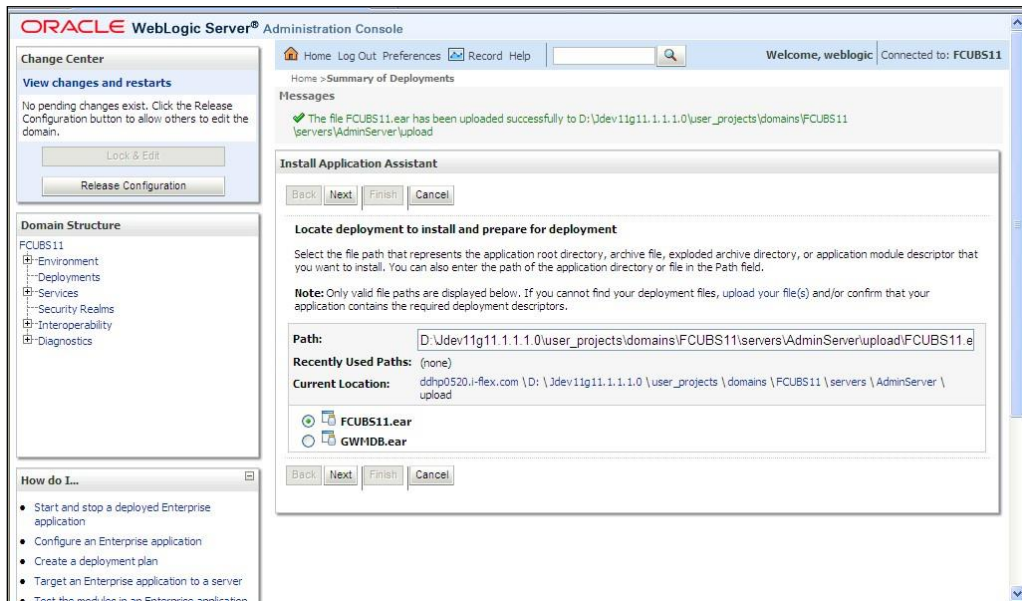 ORACLE WebLogic Server® Administration Console
Change Center
View changes and restarts
No pending changes exist. Click the Release
Configuration button to allow others to edit the
domain.
Lock & Edit
Release Configuration
Domain Structure
FCUBS11
Environment
Deployments
Services
Security Realms
Interoperability
Diagnostics
How do I...
Start and stop a deployed Enterprise
application
Configure an Enterprise application
Create a deployment plan
Target an Enterprise application to a server
Test the modules in an Enterprise application
Home Log Out Preferences Record Help
Welcome, weblogic Connected to: FCUBS11
Home >Summary of Deployments
Messages
The file FCUBS11.ear has been uploaded successfully to D:\Jdev11g11.1.1.1.0\user_projects\domains\FCUBS11
\servers\AdminServer\upload
Install Application Assistant
Back Next Finish Cancel
Locate deployment to install and prepare for deployment
Select the file path that represents the application root directory, archive file, exploded archive directory, or application module descriptor that
you want to install. You can also enter the path of the application directory or file in the Path field.
Note: Only valid file paths are displayed below. If you cannot find your deployment files, upload your file(s) and/or confirm that your
application contains the required deployment descriptors.
Path: D:\Jdev11g11.1.1.1.0\user_projects\domains\FCUBS11\servers\AdminServer\upload\FCUBS11.e
Recently Used Paths: (none)
Current Location: ddhp0520.i-flex.com \ D: \ Jdev11g11.1.1.1.0 \ user_projects \ domains \ FCUBS11 \ servers \ AdminServer \
upload
FCUBS11.ear
GWMDB.ear
Back Next Finish Cancel